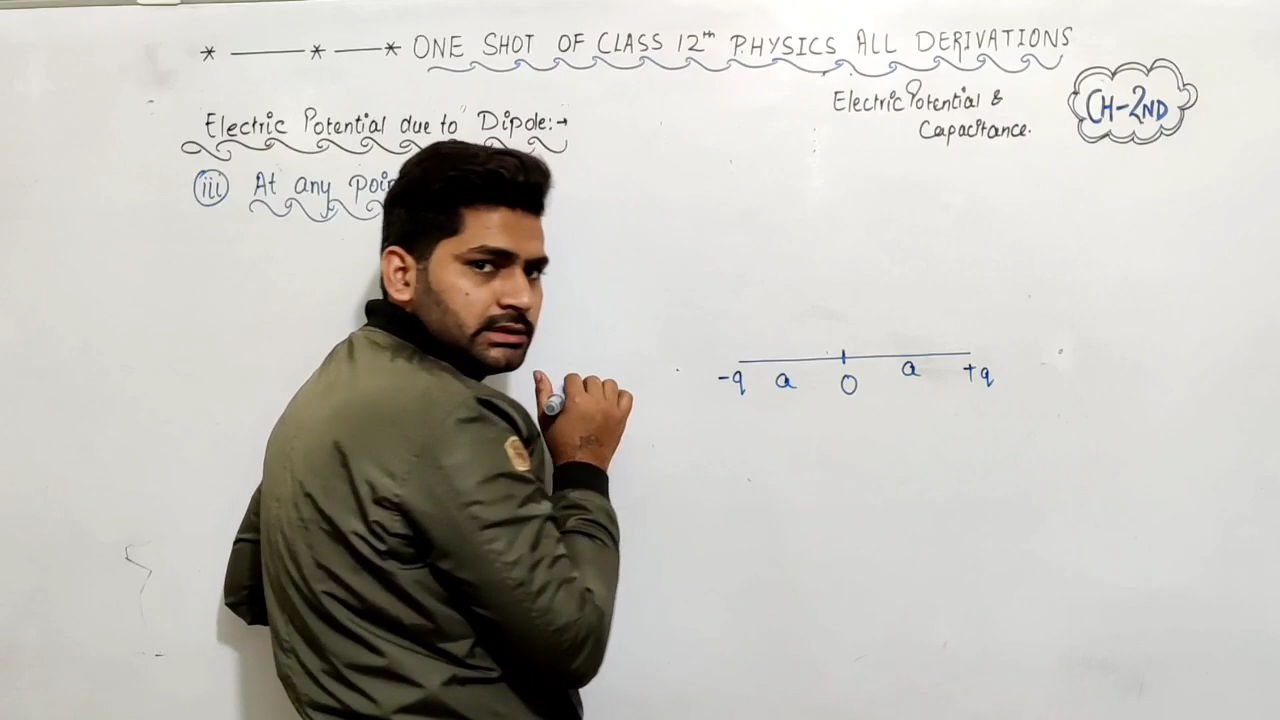 * —— * — * ONE SHOT OF CLASS 12th PHYSICS ALL DERIVATIONS
Electric Potential &
Capacitance.
CH-2ND
Electric Potential due to Dipole:→
(iii) At any
-q a O a +q